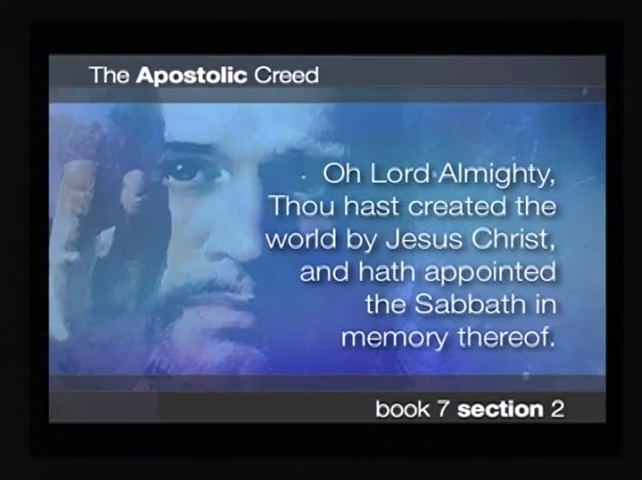 The Apostolic Creed
Oh Lord Almighty,
Thou hast created the
world by Jesus Christ,
and hath appointed
the Sabbath in
memory thereof.
book 7 section 2